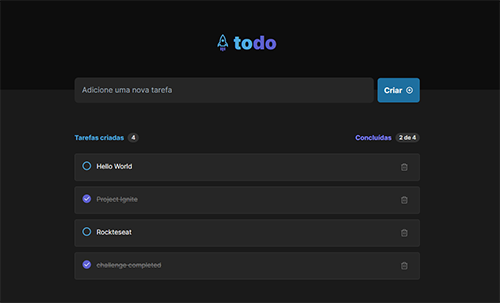 todo
Adicione uma nova tarefa
Criar
Tarefas criadas 4
Concluídas 2 de 4
Hello World
Project Ignite
Rockteseat
challenge completed